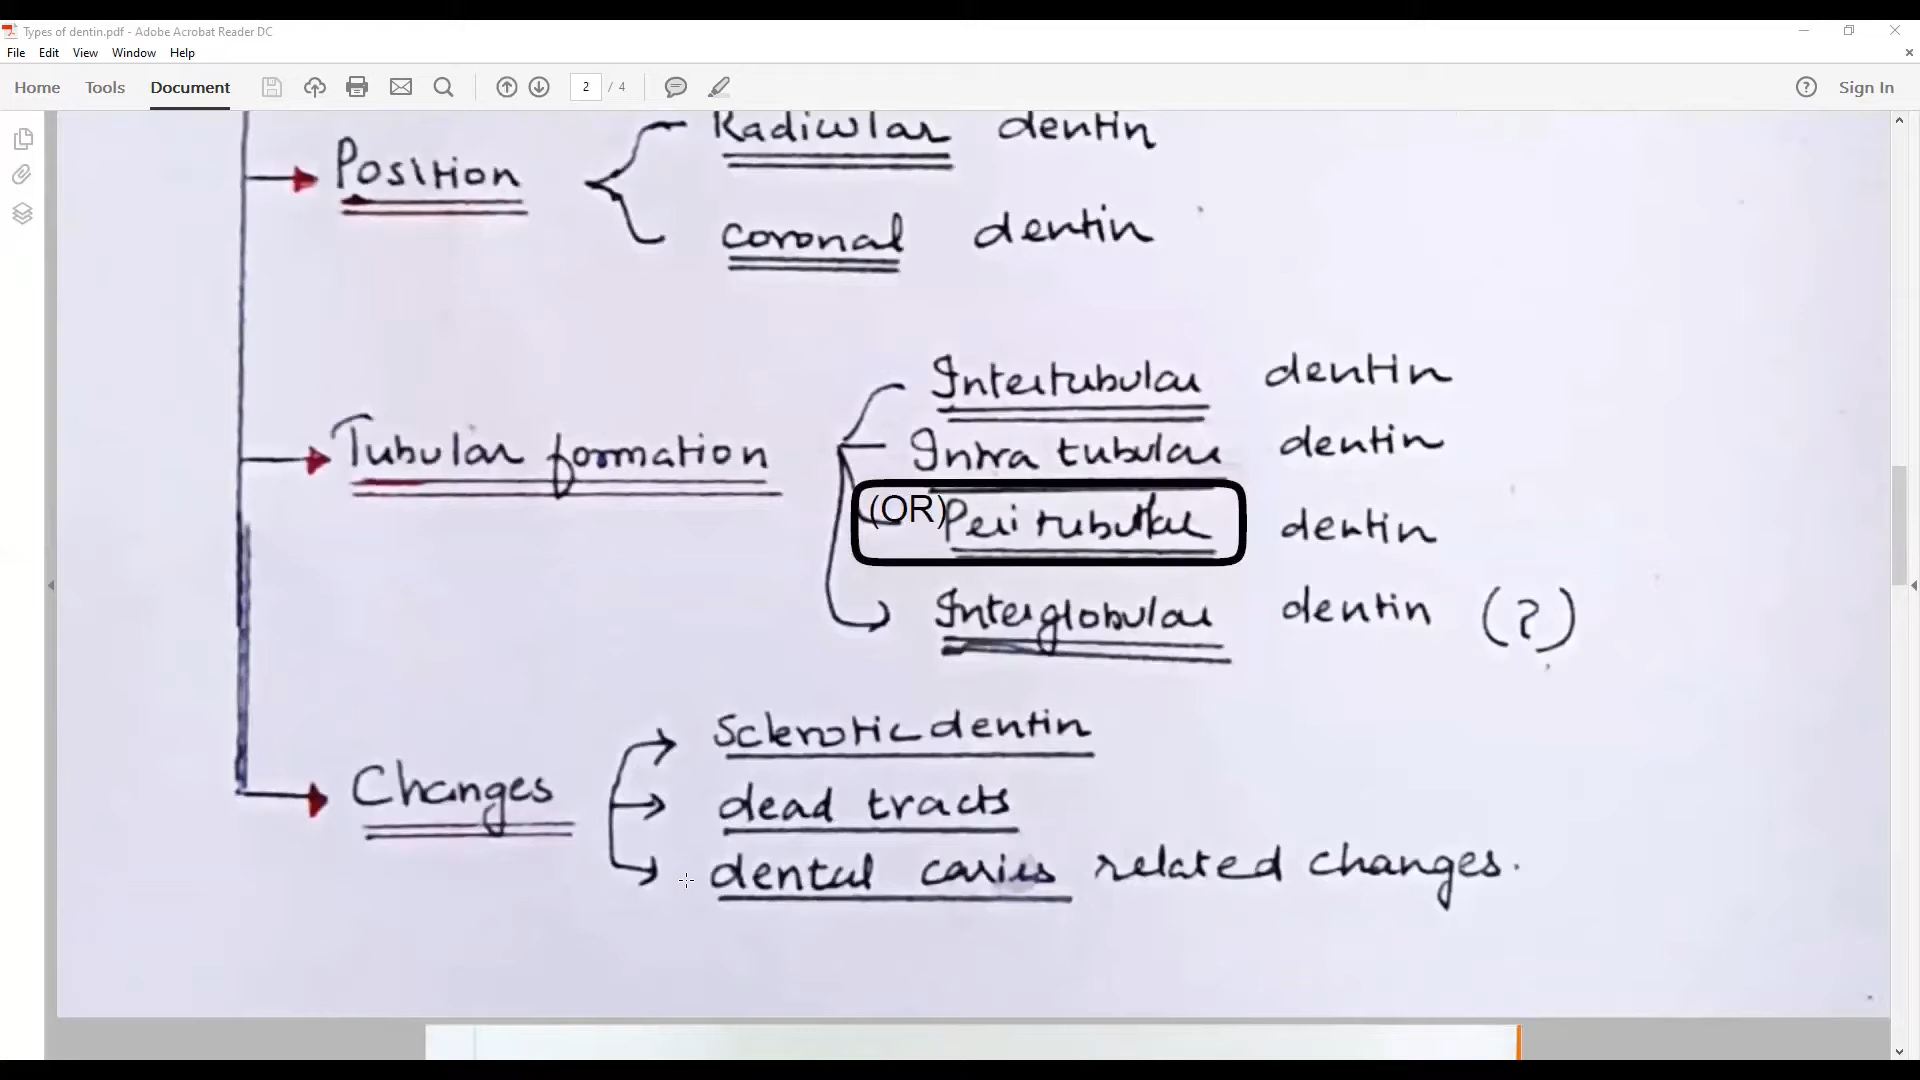 Types of dentin.pdf - Adobe Acrobat Reader DC
File Edit View Window Help
Home Tools Document 2 / 4 Sign In
Radicular dentin
Position
coronal dentin
Intertubular dentin
Tubular formation
Intra tubular dentin
(OR) Peri tubular dentin
Interglobular dentin (?)
Sclerotic dentin
Changes
dead tracts
dental caries related changes.